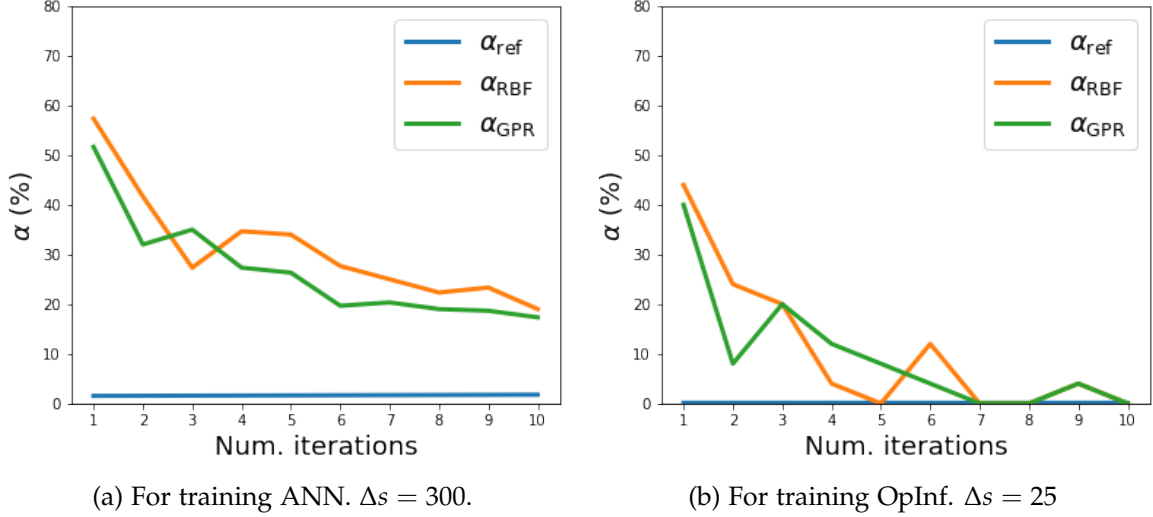 80
70
60
50
40
30
20
10
0
α (%)
α_ref
α_RBF
α_GPR
1 2 3 4 5 6 7 8 9 10
Num. iterations
(a) For training ANN. Δs = 300.
80
70
60
50
40
30
20
10
0
α (%)
α_ref
α_RBF
α_GPR
1 2 3 4 5 6 7 8 9 10
Num. iterations
(b) For training OpInf. Δs = 25